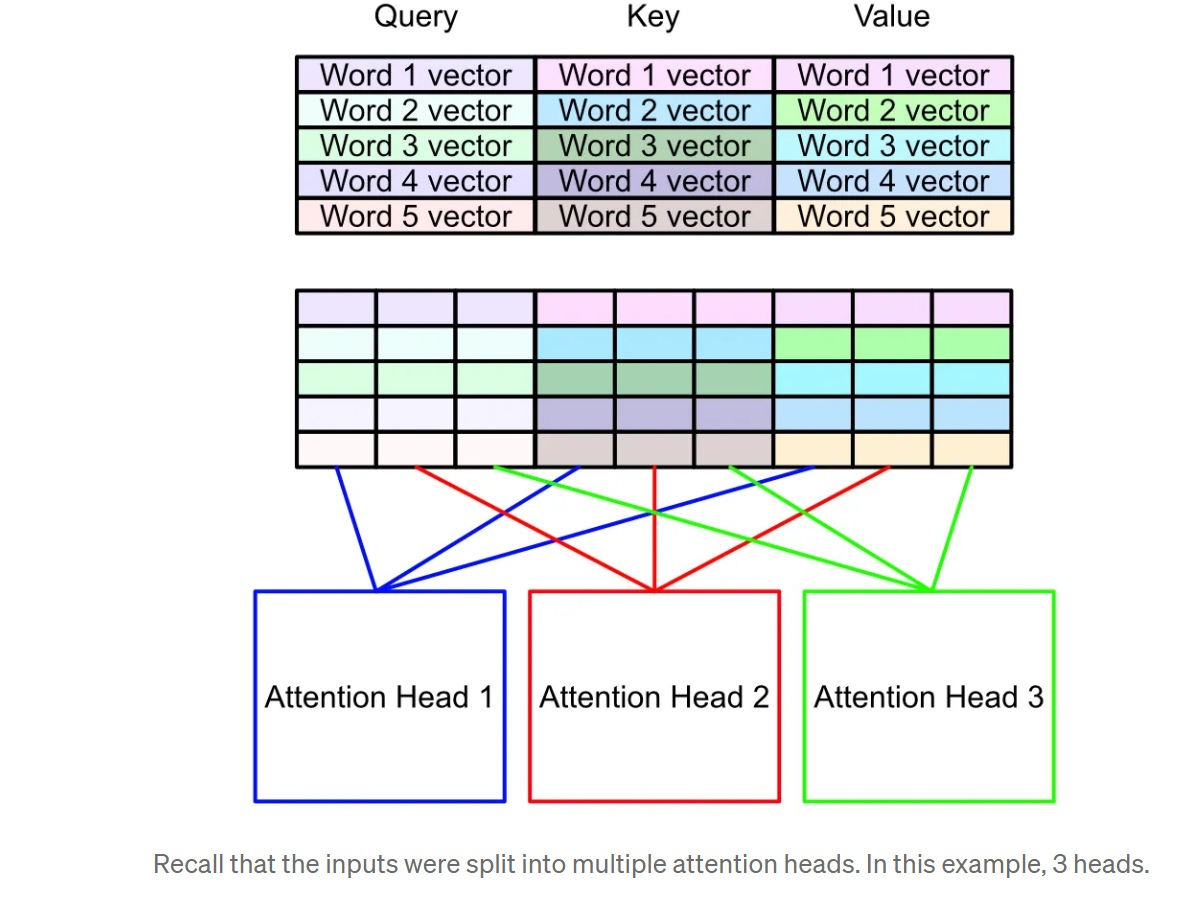 Query Key Value
Word 1 vector Word 1 vector Word 1 vector
Word 2 vector Word 2 vector Word 2 vector
Word 3 vector Word 3 vector Word 3 vector
Word 4 vector Word 4 vector Word 4 vector
Word 5 vector Word 5 vector Word 5 vector
Attention Head 1 Attention Head 2 Attention Head 3
Recall that the inputs were split into multiple attention heads. In this example, 3 heads.